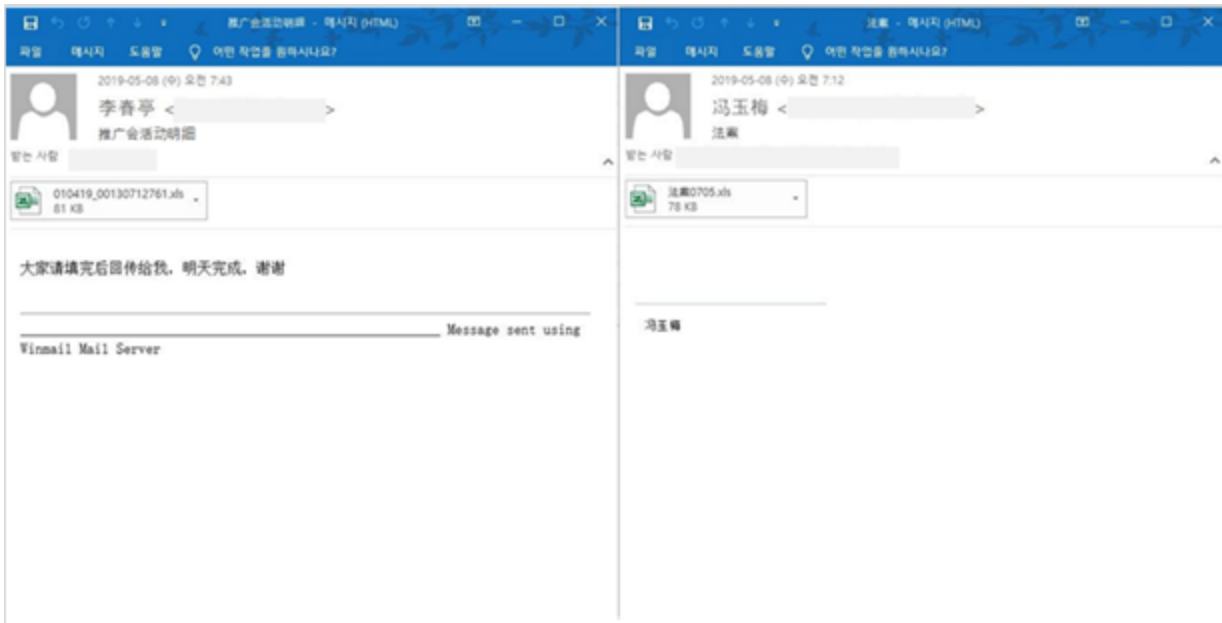 推广会活动明细 - 메시지 (HTML)
파일 메시지 도움말 어떤 작업을 원하시나요?
2019-05-08 (수) 오전 7:43
李春亭 < >
推广会活动明细
받는 사람
010419_00130712761.xls
81 KB
大家请填完后回传给我，明天完成，谢谢
Message sent using
Winmail Mail Server
法案 - 메시지 (HTML)
파일 메시지 도움말 어떤 작업을 원하시나요?
2019-05-08 (수) 오전 7:12
冯玉梅 < >
法案
받는 사람
法案0705.xls
78 KB
冯玉梅